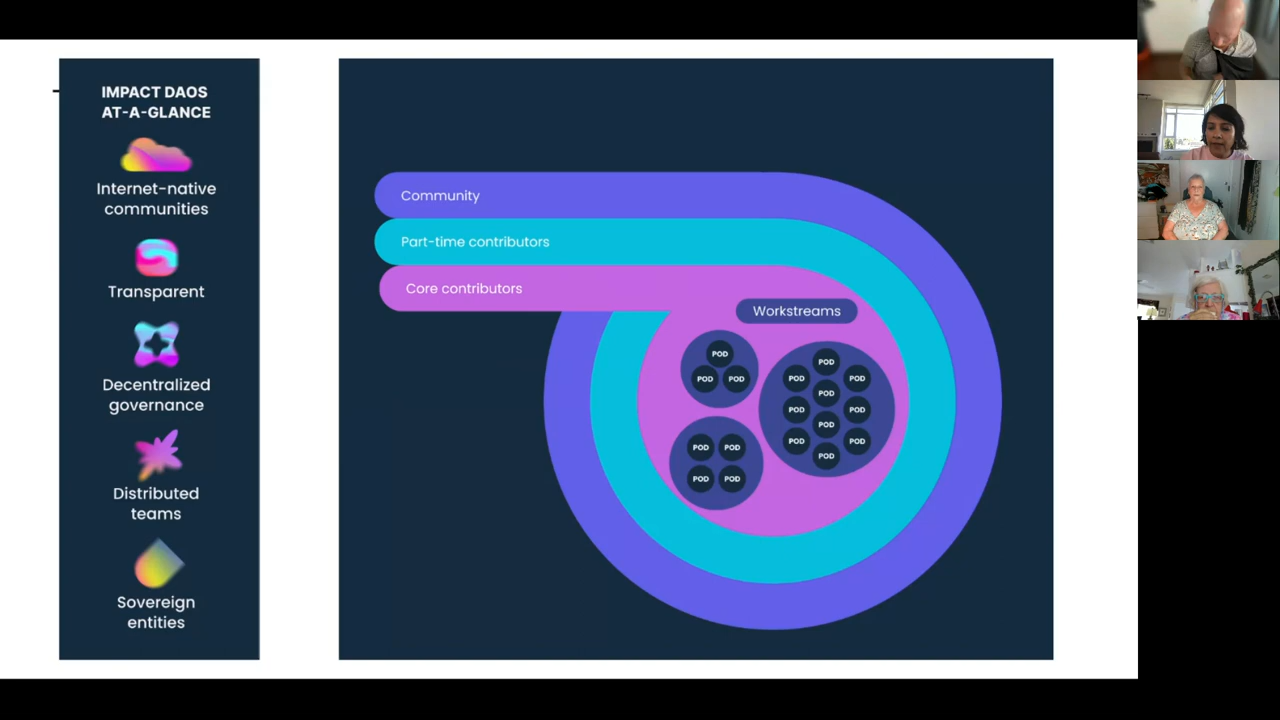 IMPACT DAOS
AT-A-GLANCE
Internet-native
communities
Transparent
Decentralized
governance
Distributed
teams
Sovereign
entities
Community
Part-time contributors
Core contributors
Workstreams
POD
POD POD
POD
POD POD
POD
POD POD
POD
POD POD
POD
POD POD
POD POD
POD POD